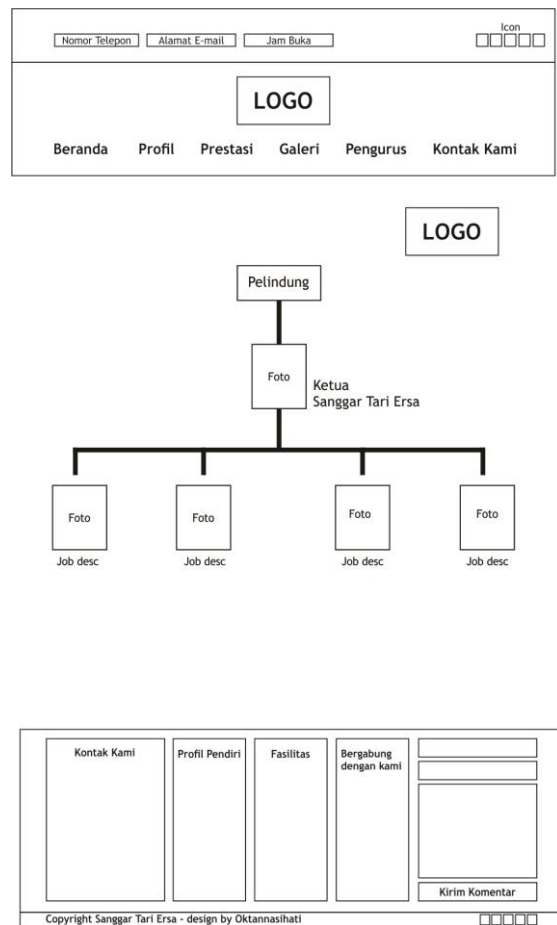 Icon
Nomor Telepon Alamat E-mail Jam Buka
LOGO
Beranda Profil Prestasi Galeri Pengurus Kontak Kami
LOGO
Pelindung
Foto
Ketua
Sanggar Tari Ersa
Foto Foto Foto Foto
Job desc Job desc Job desc Job desc
Kontak Kami Profil Pendiri Fasilitas Bergabung
dengan kami
Kirim Komentar
Copyright Sanggar Tari Ersa - design by Oktannasihati